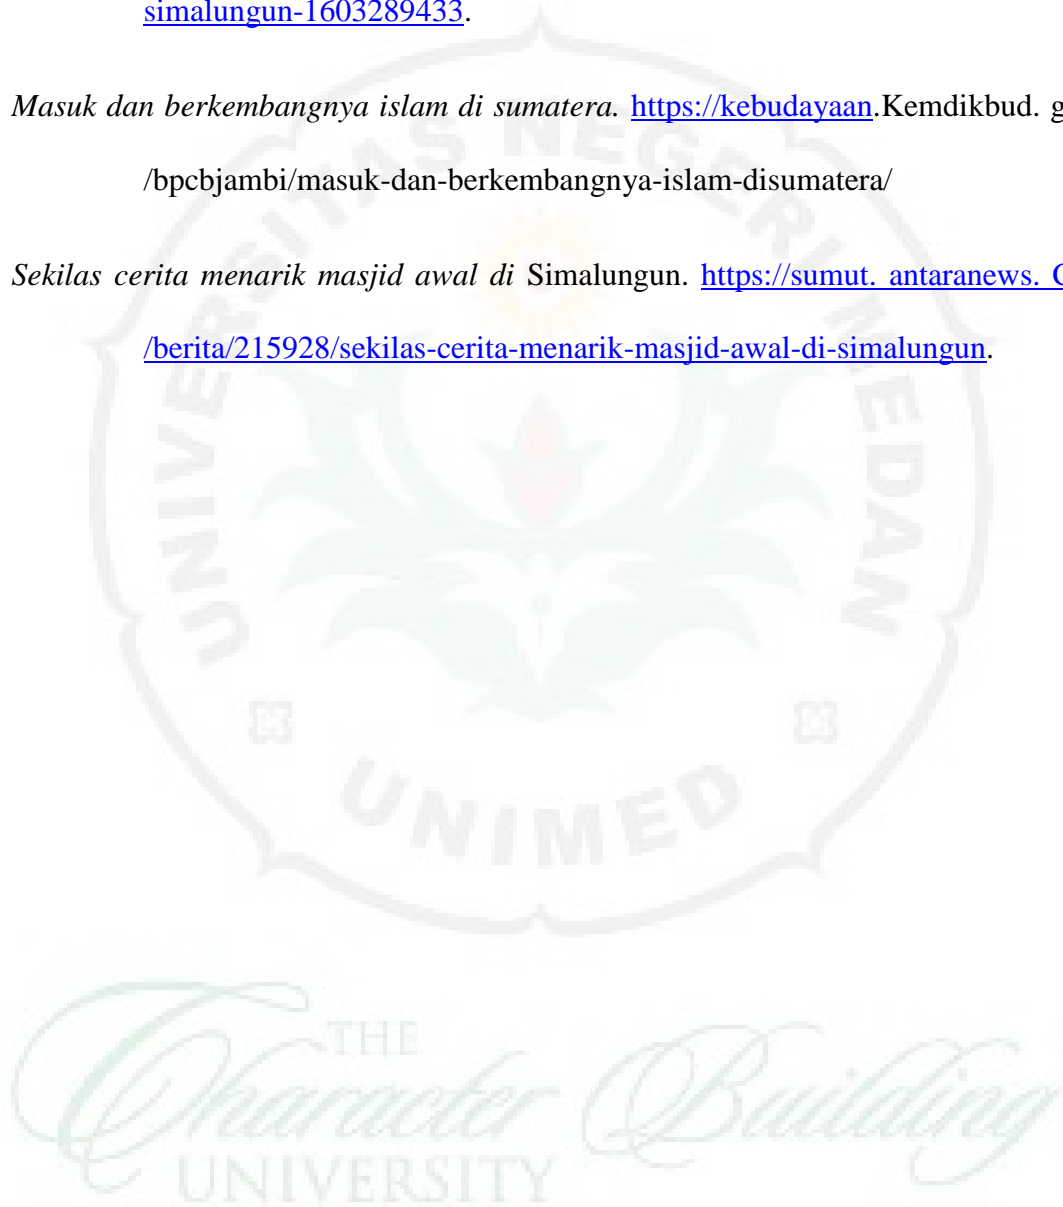 simalungun-1603289433.
Masuk dan berkembangnya islam di sumatera. https://kebudayaan.Kemdikbud. g
/bpcbjambi/masuk-dan-berkembangnya-islam-disumatera/
Sekilas cerita menarik masjid awal di Simalungun. https://sumut. antaranews. C
/berita/215928/sekilas-cerita-menarik-masjid-awal-di-simalungun.
UNIVERSITAS NEGERI MEDAN
UNIMED
THE
Character Building
UNIVERSITY